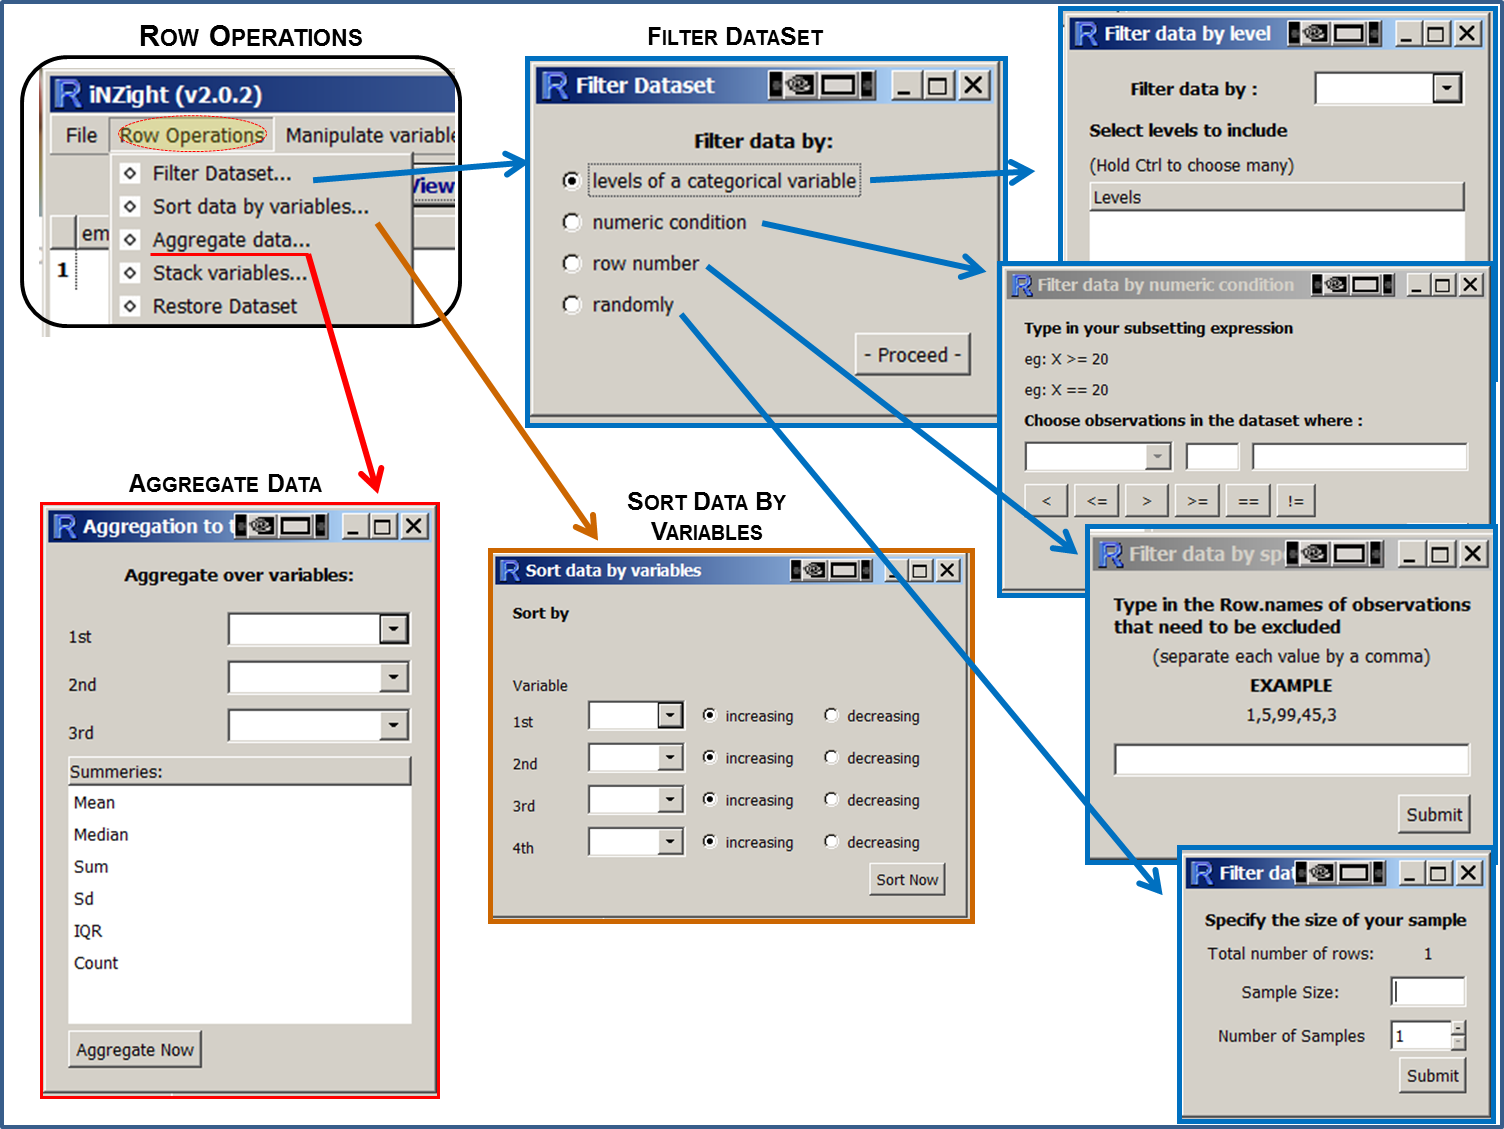 ROW OPERATIONS
iNZight (v2.0.2)
File Row Operations Manipulate variable
Filter Dataset...
View
Sort data by variables...
Aggregate data...
em
Stack variables...
1
Restore Dataset
FILTER DATASET
Filter Dataset
Filter data by:
levels of a categorical variable
numeric condition
row number
randomly
- Proceed -
Filter data by level
Filter data by :
Select levels to include
(Hold Ctrl to choose many)
Levels
Filter data by numeric condition
Type in your subsetting expression
eg: X >= 20
eg: X == 20
Choose observations in the dataset where :
< <= > >= == !=
Filter data by sp
Type in the Row.names of observations
that need to be excluded
(separate each value by a comma)
EXAMPLE
1,5,99,45,3
Submit
Filter dat
Specify the size of your sample
Total number of rows: 1
Sample Size:
Number of Samples 1
Submit
AGGREGATE DATA
Aggregation to t
Aggregate over variables:
1st
2nd
3rd
Summeries:
Mean
Median
Sum
Sd
IQR
Count
Aggregate Now
SORT DATA BY
VARIABLES
Sort data by variables
Sort by
Variable
1st increasing decreasing
2nd increasing decreasing
3rd increasing decreasing
4th increasing decreasing
Sort Now